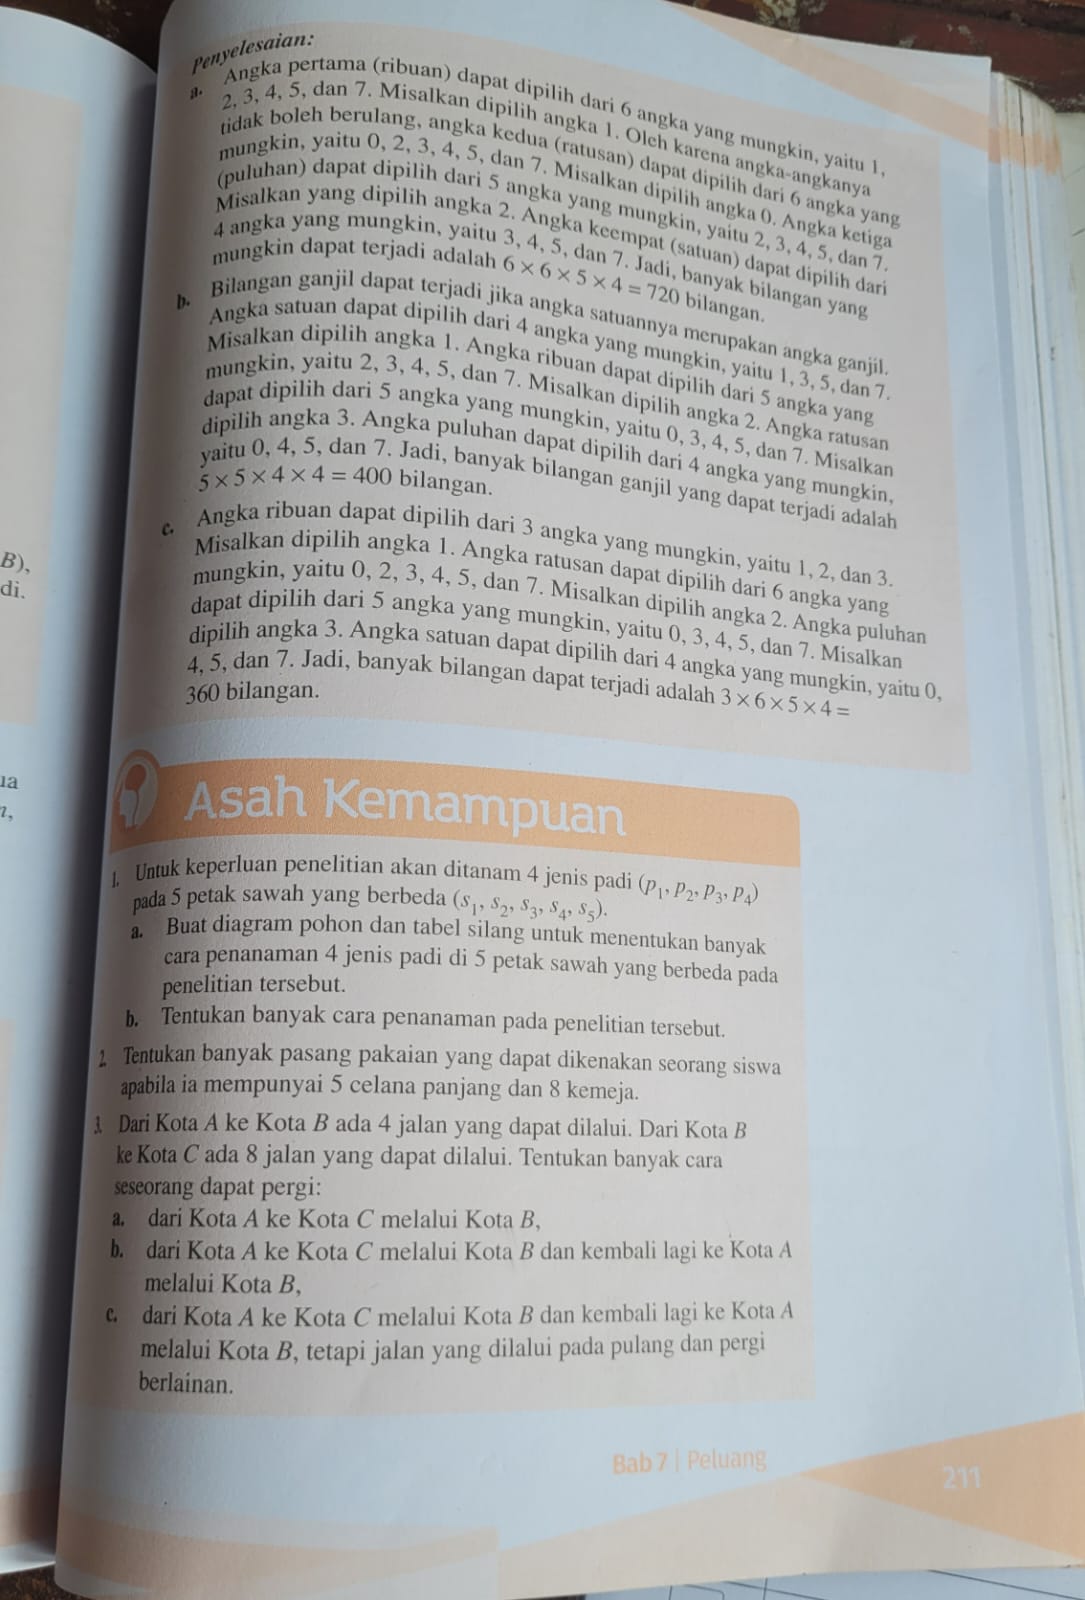 Penyelesaian:
a. Angka pertama (ribuan) dapat dipilih dari 6 angka yang mungkin, yaitu 1,
2, 3, 4, 5, dan 7. Misalkan dipilih angka 1. Oleh karena angka-angkanya
tidak boleh berulang, angka kedua (ratusan) dapat dipilih dari 6 angka yang
mungkin, yaitu 0, 2, 3, 4, 5, dan 7. Misalkan dipilih angka 0. Angka ketiga
(puluhan) dapat dipilih dari 5 angka yang mungkin, yaitu 2, 3, 4, 5, dan 7.
Misalkan yang dipilih angka 2. Angka keempat (satuan) dapat dipilih dari
4 angka yang mungkin, yaitu 3, 4, 5, dan 7. Jadi, banyak bilangan yang
mungkin dapat terjadi adalah 6 × 6 × 5 × 4 = 720 bilangan.
b. Bilangan ganjil dapat terjadi jika angka satuannya merupakan angka ganjil.
Angka satuan dapat dipilih dari 4 angka yang mungkin, yaitu 1, 3, 5, dan 7.
Misalkan dipilih angka 1. Angka ribuan dapat dipilih dari 5 angka yang
mungkin, yaitu 2, 3, 4, 5, dan 7. Misalkan dipilih angka 2. Angka ratusan
dapat dipilih dari 5 angka yang mungkin, yaitu 0, 3, 4, 5, dan 7. Misalkan
dipilih angka 3. Angka puluhan dapat dipilih dari 4 angka yang mungkin,
yaitu 0, 4, 5, dan 7. Jadi, banyak bilangan ganjil yang dapat terjadi adalah
5 × 5 × 4 × 4 = 400 bilangan.
c. Angka ribuan dapat dipilih dari 3 angka yang mungkin, yaitu 1, 2, dan 3.
Misalkan dipilih angka 1. Angka ratusan dapat dipilih dari 6 angka yang
mungkin, yaitu 0, 2, 3, 4, 5, dan 7. Misalkan dipilih angka 2. Angka puluhan
dapat dipilih dari 5 angka yang mungkin, yaitu 0, 3, 4, 5, dan 7. Misalkan
dipilih angka 3. Angka satuan dapat dipilih dari 4 angka yang mungkin, yaitu 0,
4, 5, dan 7. Jadi, banyak bilangan dapat terjadi adalah 3 × 6 × 5 × 4 =
360 bilangan.
B),
di.
Asah Kemampuan
1. Untuk keperluan penelitian akan ditanam 4 jenis padi (p₁, p₂, p₃, p₄)
pada 5 petak sawah yang berbeda (s₁, s₂, s₃, s₄, s₅).
a. Buat diagram pohon dan tabel silang untuk menentukan banyak
cara penanaman 4 jenis padi di 5 petak sawah yang berbeda pada
penelitian tersebut.
b. Tentukan banyak cara penanaman pada penelitian tersebut.
2. Tentukan banyak pasang pakaian yang dapat dikenakan seorang siswa
apabila ia mempunyai 5 celana panjang dan 8 kemeja.
3. Dari Kota A ke Kota B ada 4 jalan yang dapat dilalui. Dari Kota B
ke Kota C ada 8 jalan yang dapat dilalui. Tentukan banyak cara
seseorang dapat pergi:
a. dari Kota A ke Kota C melalui Kota B,
b. dari Kota A ke Kota C melalui Kota B dan kembali lagi ke Kota A
melalui Kota B,
c. dari Kota A ke Kota C melalui Kota B dan kembali lagi ke Kota A
melalui Kota B, tetapi jalan yang dilalui pada pulang dan pergi
berlainan.
Bab 7 | Peluang
211